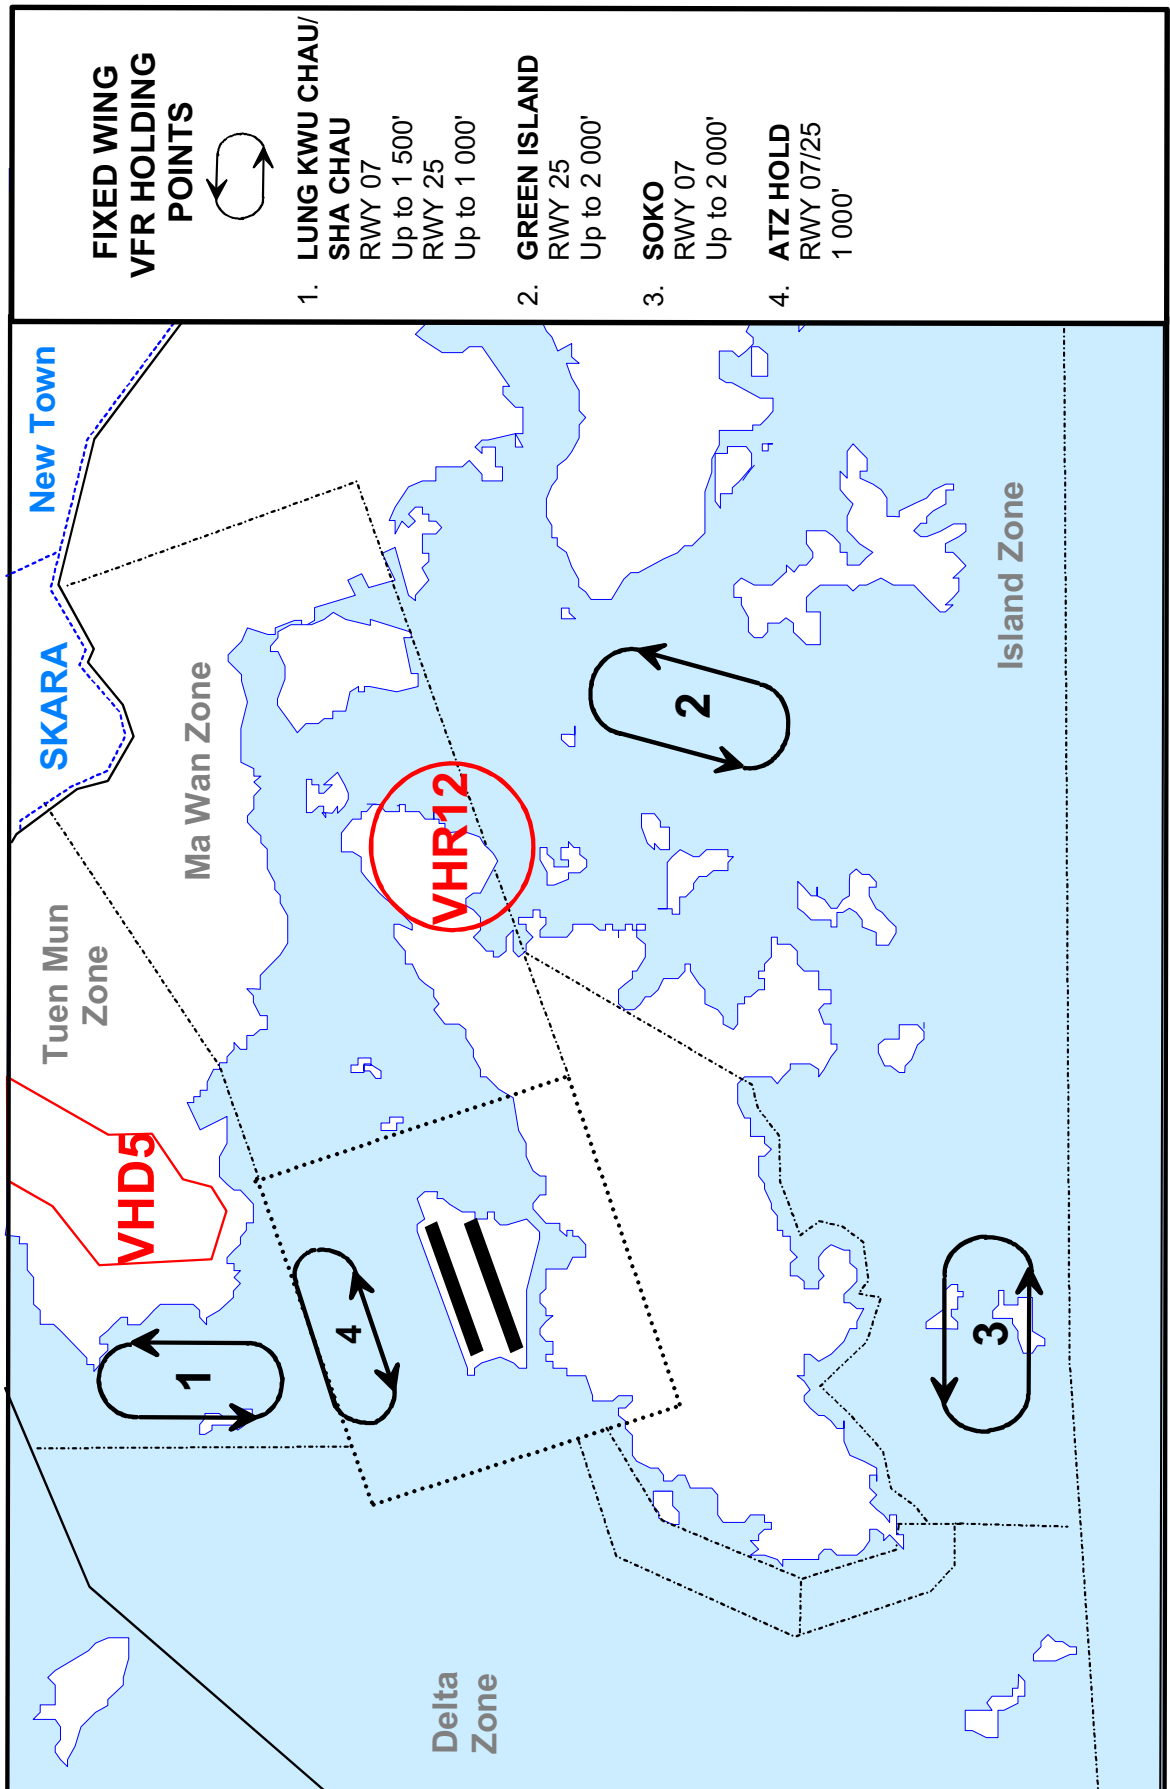 FIXED WING
VFR HOLDING
POINTS
1. LUNG KWU CHAU/
SHA CHAU
RWY 07
Up to 1 500'
RWY 25
Up to 1 000'
2. GREEN ISLAND
RWY 25
Up to 2 000'
3. SOKO
RWY 07
Up to 2 000'
4. ATZ HOLD
RWY 07/25
1 000'
New Town
SKARA
Ma Wan Zone
Tuen Mun
Zone
VHD5
VHR12
Island Zone
Delta
Zone
1
2
3
4